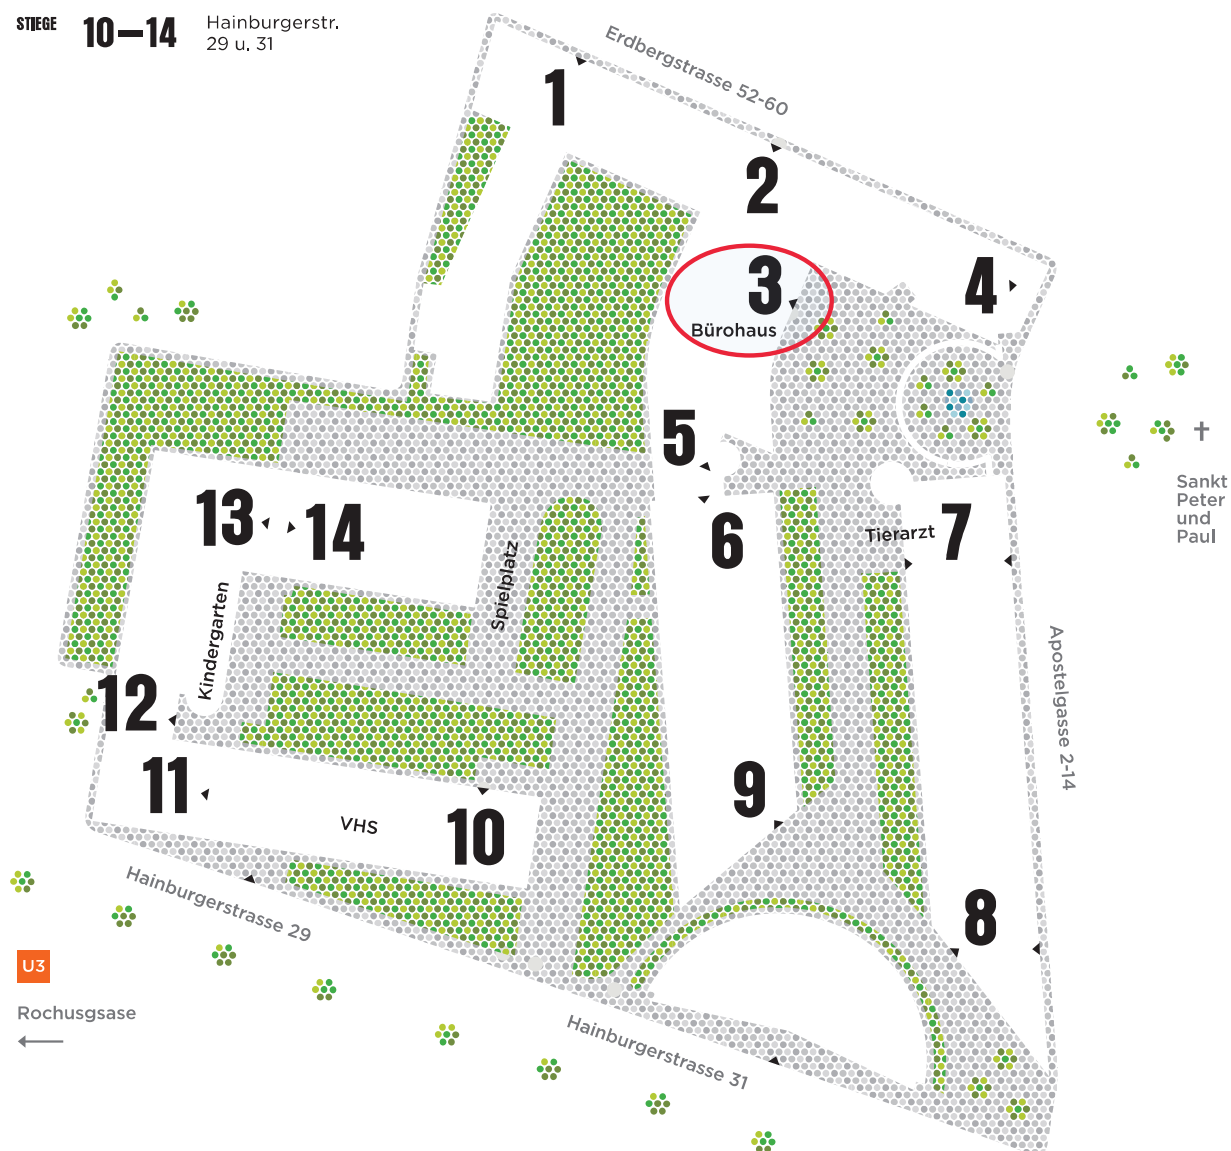 STIEGE 10—14 Hainburgerstr.
29 u. 31
Erdbergstrasse 52-60
1
2
3
Bürohaus
4
5
6
Tierarzt 7
Sankt
Peter
und
Paul
13 14
Spielplatz
Kindergarten
12
11
VHS
10
9
8
Apostelgasse 2-14
Hainburgerstrasse 29
U3
Rochusgsase
Hainburgerstrasse 31